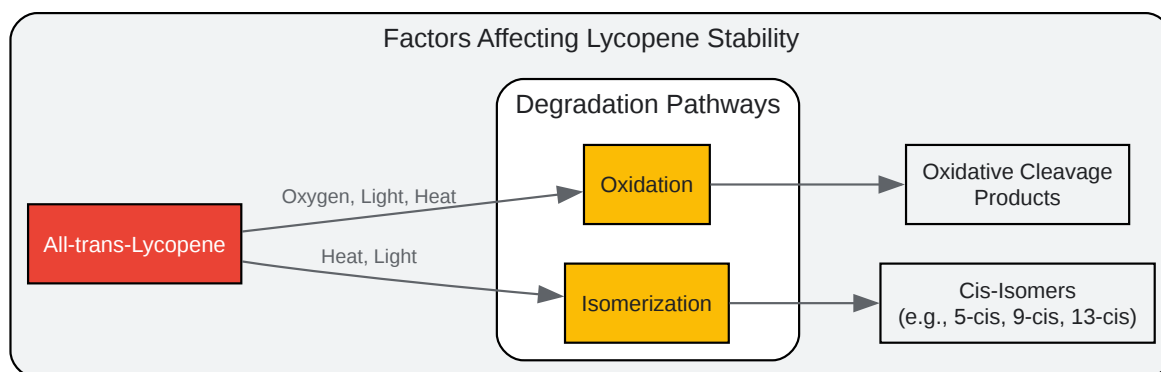 Factors Affecting Lycopene Stability
Degradation Pathways
All-trans-Lycopene
Oxygen, Light, Heat
Oxidation
Oxidative Cleavage
Products
Heat, Light
Isomerization
Cis-Isomers
(e.g., 5-cis, 9-cis, 13-cis)